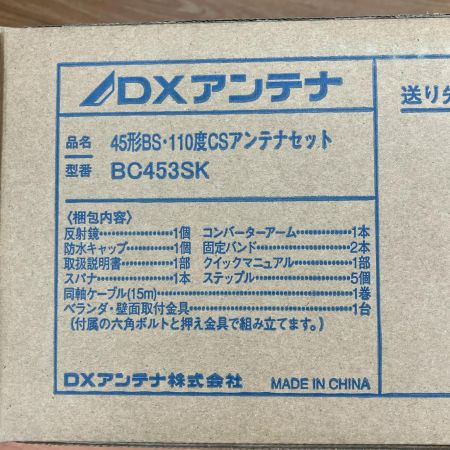 DXアンテナ
送り先
品名 45形BS・110度CSアンテナセット
型番 BC453SK
〈梱包内容〉
反射鏡…………………1個 コンバーターアーム…………1本
防水キャップ…………1個 固定バンド……………………2本
取扱説明書……………1部 クイックマニュアル…………1部
スパナ…………………1本 ステップル……………………5個
同軸ケーブル(15m)……………………………………1巻
ベランダ・壁面取付金具…………………………………1台
(付属の六角ボルトと押え金具で組み立てます。)
DXアンテナ株式会社 MADE IN CHINA